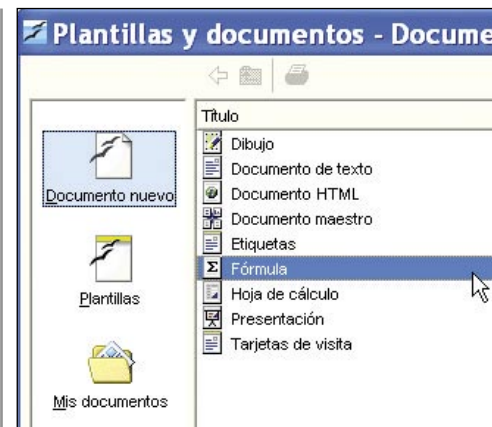 Plantillas y documentos - Docume
Título
Documento nuevo
Plantillas
Mis documentos
Dibujo
Documento de texto
Documento HTML
Documento maestro
Etiquetas
Fórmula
Hoja de cálculo
Presentación
Tarjetas de visita